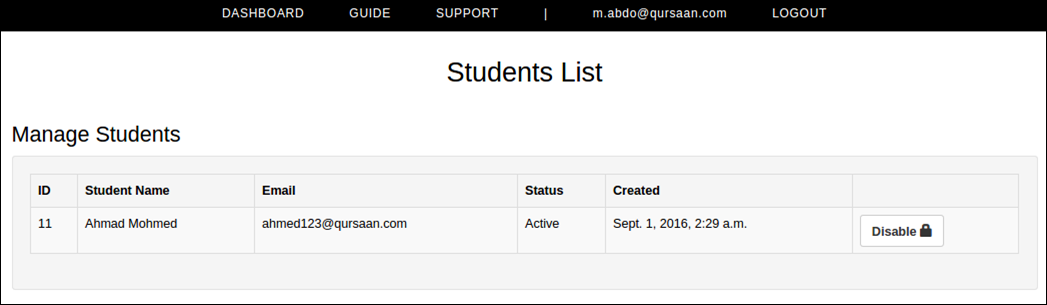 DASHBOARD GUIDE SUPPORT | m.abdo@qursaan.com LOGOUT
Students List
Manage Students
ID Student Name Email Status Created
11 Ahmad Mohmed ahmed123@qursaan.com Active Sept. 1, 2016, 2:29 a.m. Disable